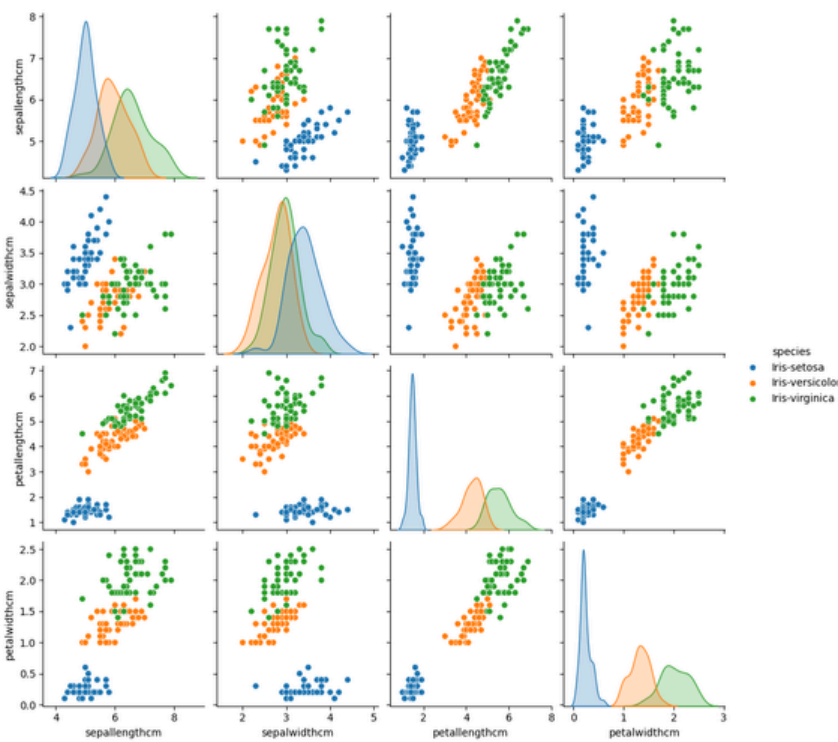 8
7
6
5
sepallengthcm
4.5
4.0
3.5
3.0
2.5
2.0
sepalwidthcm
species
Iris-setosa
Iris-versicolor
Iris-virginica
7
6
5
4
3
2
1
petallengthcm
2.5
2.0
1.5
1.0
0.5
0.0
petalwidthcm
4 6 8
sepallengthcm
2 3 4 5
sepalwidthcm
2 4 6 8
petallengthcm
0 1 2 3
petalwidthcm